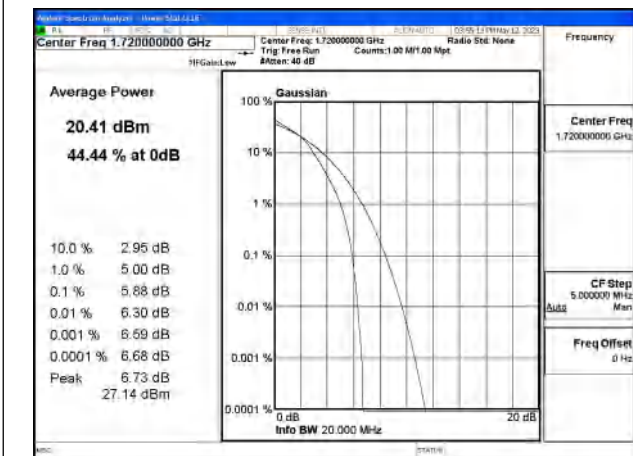 Center Freq 1.720000000 GHz
#IFGain:Low
Center Freq: 1.720000000 GHz
Radio Std: None
Trig: Free Run
Counts:1.00 M/1.00 Mpt
#Atten: 40 dB
Frequency
Average Power
20.41 dBm
44.44 % at 0dB
10.0 % 2.95 dB
1.0 % 5.00 dB
0.1 % 5.88 dB
0.01 % 6.30 dB
0.001 % 6.59 dB
0.0001 % 6.68 dB
Peak 6.73 dB
27.14 dBm
Gaussian
100 %
10 %
1 %
0.1 %
0.01 %
0.001 %
0.0001 %
0 dB
20 dB
Info BW 20.000 MHz
Center Freq
1.720000000 GHz
CF Step
5.000000 MHz
Auto Man
Freq Offset
0 Hz
MSG
STATUS